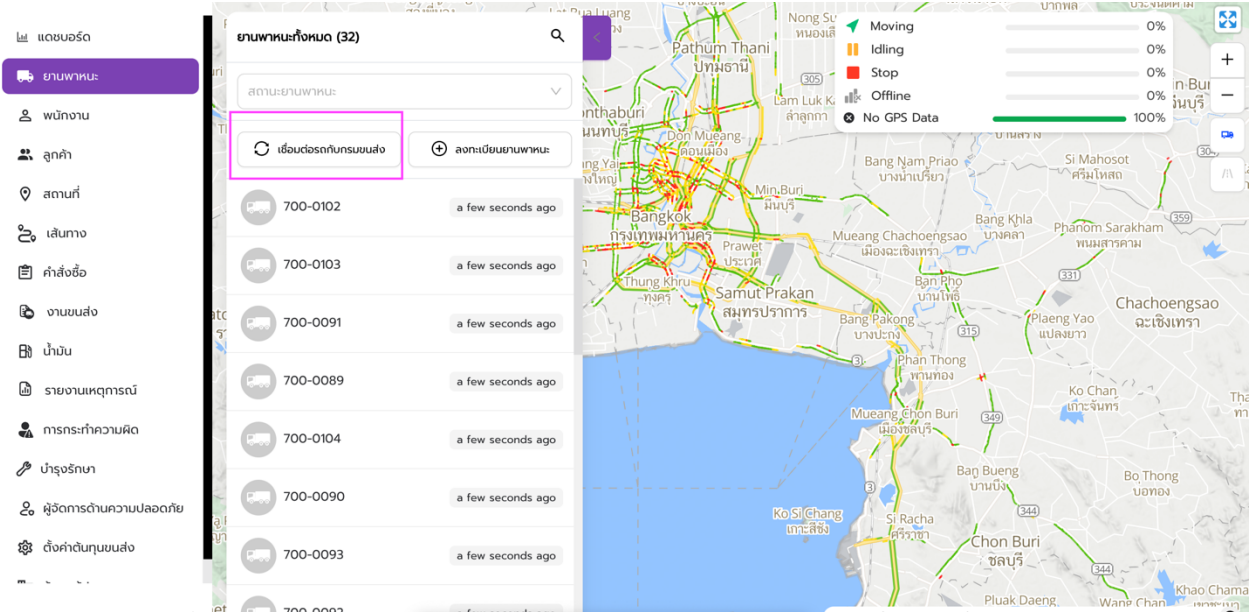 แดชบอร์ด
ยานพาหนะ
พนักงาน
ลูกค้า
สถานที่
เส้นทาง
คำสั่งซื้อ
งานขนส่ง
น้ำมัน
รายงานเหตุการณ์
การกระทำความผิด
บำรุงรักษา
ผู้จัดการด้านความปลอดภัย
ตั้งค่าต้นทุนขนส่ง
ยานพาหนะทั้งหมด (32)
สถานะยานพาหนะ
เชื่อมต่อรถกับกรมขนส่ง
ลงทะเบียนยานพาหนะ
700-0102 a few seconds ago
700-0103 a few seconds ago
700-0091 a few seconds ago
700-0089 a few seconds ago
700-0104 a few seconds ago
700-0090 a few seconds ago
700-0093 a few seconds ago
Moving 0%
Idling 0%
Stop 0%
Offline 0%
No GPS Data 100%
Pathum Thani
ปทุมธานี
305
Lam Luk
ลำลูกกา
Don Mueang
ดอนเมือง
Bang Nam Priao
บางน้ำเปรี้ยว
Si Mahosot
ศรีมโหสถ
304
Min Buri
มีนบุรี
Bangkok
กรุงเทพมหานคร
Prawet
ประเวศ
Mueang Chachoengsao
เมืองฉะเชิงเทรา
Bang Khla
บางคลา
Phanom Sarakham
พนมสารคาม
359
331
Thung Khru
ทุ่งครุ
Samut Prakan
สมุทรปราการ
Ban Pho
บ้านโพธิ์
Bang Pakong
บางปะกง
315
Plaeng Yao
แปลงยาว
Chachoengsao
ฉะเชิงเทรา
3
Phan Thong
พานทอง
Ko Chan
เกาะจันทร์
Mueang Chon Buri
เมืองชลบุรี
349
Ban Bueng
บ้านบึง
Bo Thong
บ่อทอง
3
344
Ko Si Chang
เกาะสีชัง
Si Racha
ศรีราชา
Chon Buri
ชลบุรี
344
Pluak Daeng
Wang Chan
Khao Chama